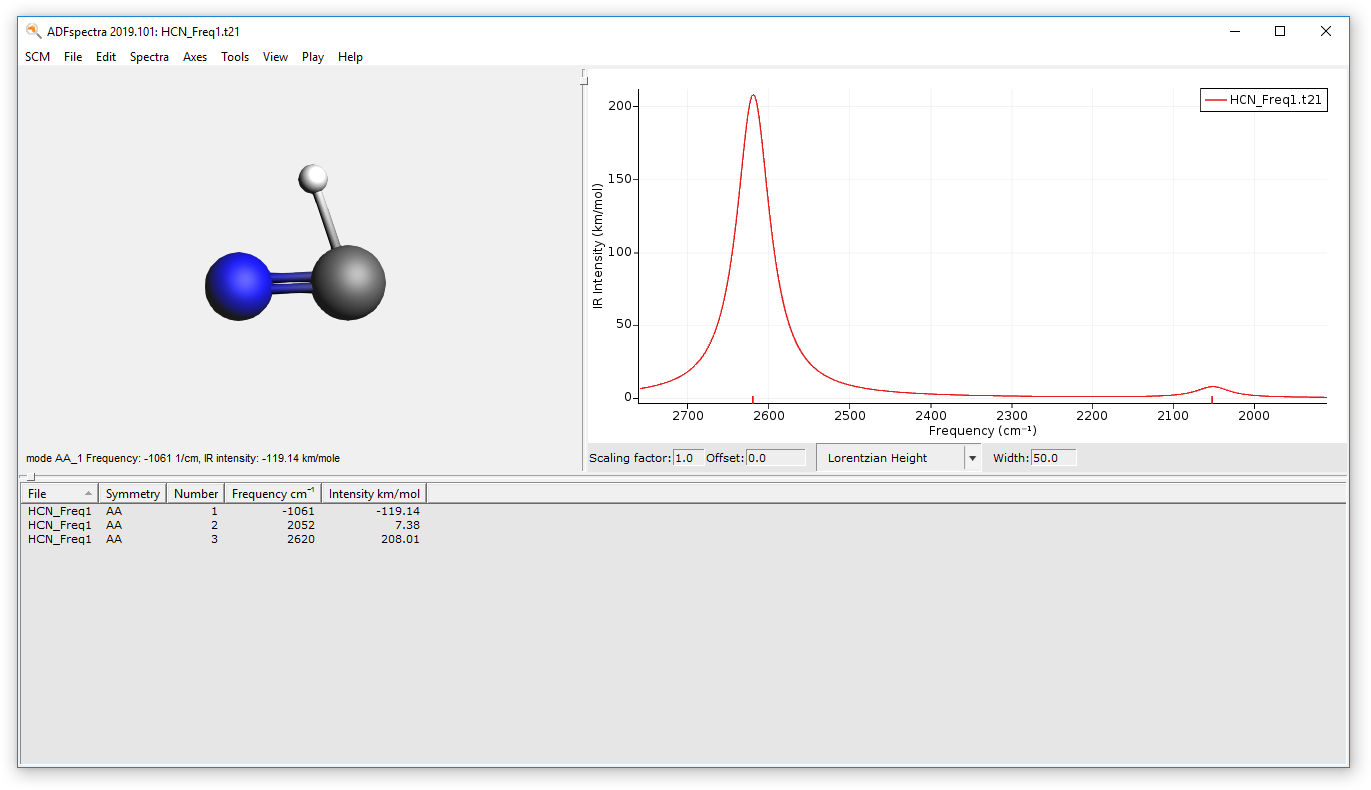 ADFspectra 2019.101: HCN_Freq1.t21
SCM File Edit Spectra Axes Tools View Play Help
mode AA_1 Frequency: -1061 1/cm, IR intensity: -119.14 km/mole
HCN_Freq1.t21
IR Intensity (km/mol)
200
150
100
50
0
2700 2600 2500 2400 2300 2200 2100 2000
Frequency (cm⁻¹)
Scaling factor: 1.0 Offset: 0.0 Lorentzian Height Width: 50.0
File Symmetry Number Frequency cm⁻¹ Intensity km/mol
HCN_Freq1 AA 1 -1061 -119.14
HCN_Freq1 AA 2 2052 7.38
HCN_Freq1 AA 3 2620 208.01